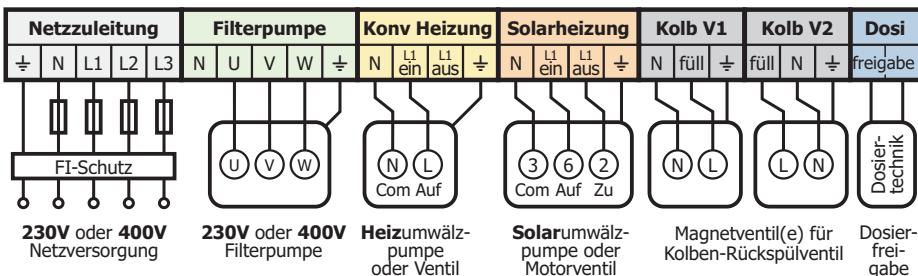 Netzzuleitung Filterpumpe Konv Heizung Solarheizung Kolb V1 Kolb V2 Dosi
⏚ N L1 L2 L3 N U V W ⏚ N L1 ein L1 aus ⏚ N L1 ein L1 aus ⏚ N füll ⏚ füll N ⏚ freigabe
FI-Schutz
U V W
N L
Com Auf
3 6 2
Com Auf Zu
N L
L N
Dosier-
technik
230V oder 400V
Netzversorgung
230V oder 400V
Filterpumpe
Heizumwälz-
pumpe
oder Ventil
Solarumwälz-
pumpe oder
Motorventil
Magnetventil(e) für
Kolben-Rückspülventil
Dosier-
frei-
gabe